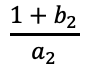 1 + b₂
a₂